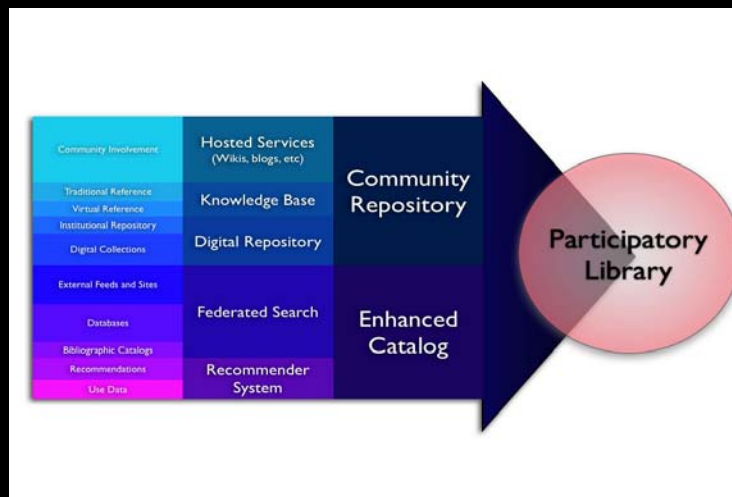 Community Involvement
Traditional Reference
Virtual Reference
Institutional Repository
Digital Collections
External Feeds and Sites
Databases
Bibliographic Catalogs
Recommendations
Use Data
Hosted Services
(Wikis, blogs, etc)
Knowledge Base
Digital Repository
Federated Search
Recommender
System
Community
Repository
Enhanced
Catalog
Participatory
Library